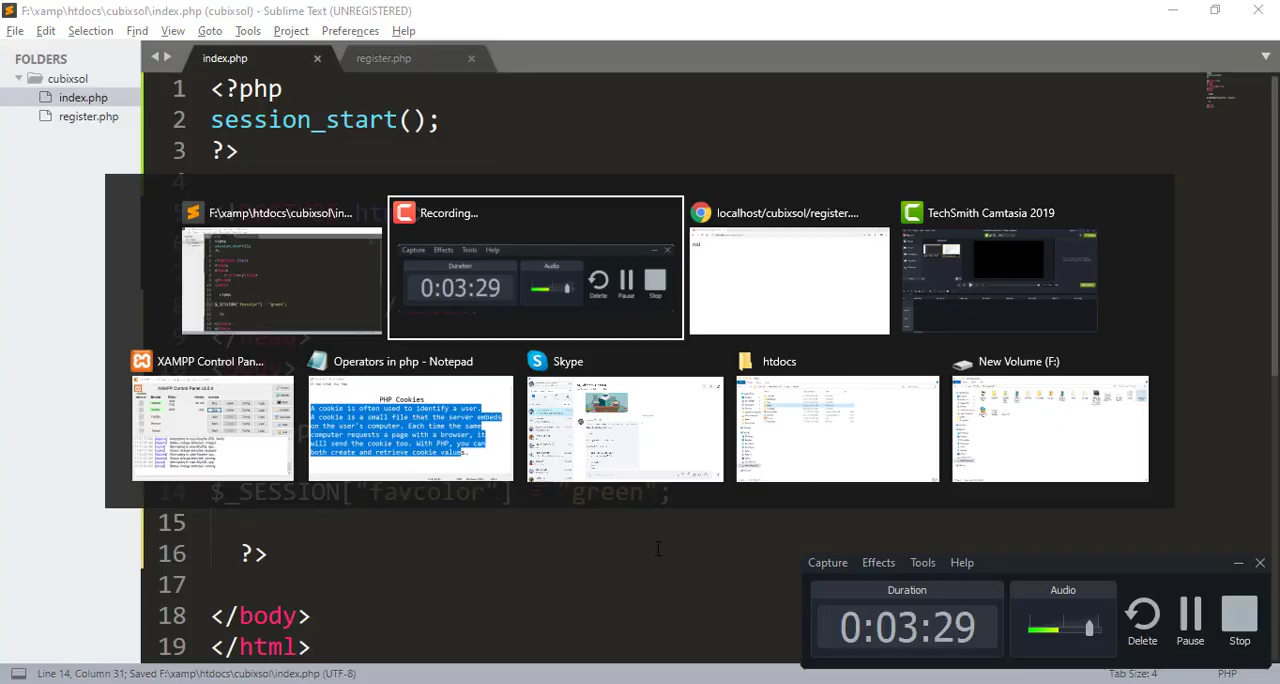 F:\xamp\htdocs\cubixsol\index.php (cubixsol) - Sublime Text (UNREGISTERED)
File Edit Selection Find View Goto Tools Project Preferences Help
FOLDERS
cubixsol
index.php
register.php
index.php
register.php
1 <?php
2 session_start();
3 ?>
4
F:\xamp\htdocs\cubixsol\in...
Recording...
Capture Effects Tools Help
Duration
0:03:29
Audio
Delete
Pause
Stop
localhost/cubixsol/register....
TechSmith Camtasia 2019
XAMPP Control Pan...
Operators in php - Notepad
PHP Cookies
A cookie is often used to identify a user.
A cookie is a small file that the server embeds
on the user's computer. Each time the same
computer requests a page with a browser, it
will send the cookie too. With PHP, you can
both create and retrieve cookie values.
Skype
htdocs
New Volume (F:)
14 $_SESSION["favcolor"] = "green";
15
16 ?>
17
18 </body>
19 </html>
Capture Effects Tools Help
Duration
0:03:29
Audio
Delete
Pause
Stop
Line 14, Column 31; Saved F:\xamp\htdocs\cubixsol\index.php (UTF-8)
Tab Size: 4
PHP